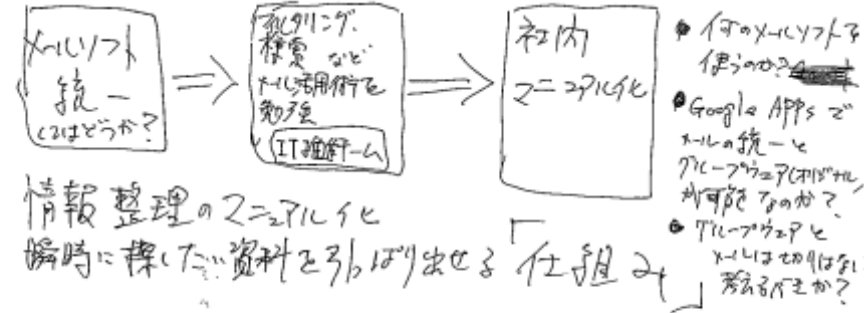 メールソフト
統一
してはどうか?
フィルタリング、
検索 など
メール活用術を
勉強会
IT推進チーム
社内
マニュアル化
● 何のメールソフトを
使うのか?
● Google APPs で
メールの統一と
グループウェア(オリジナル)
が可能なのか?
● グループウェアと
メールは切りはなし
考えるべきか?
情報整理のマニュアル化
瞬時に探したい資料を引っぱり出せる「仕組み」